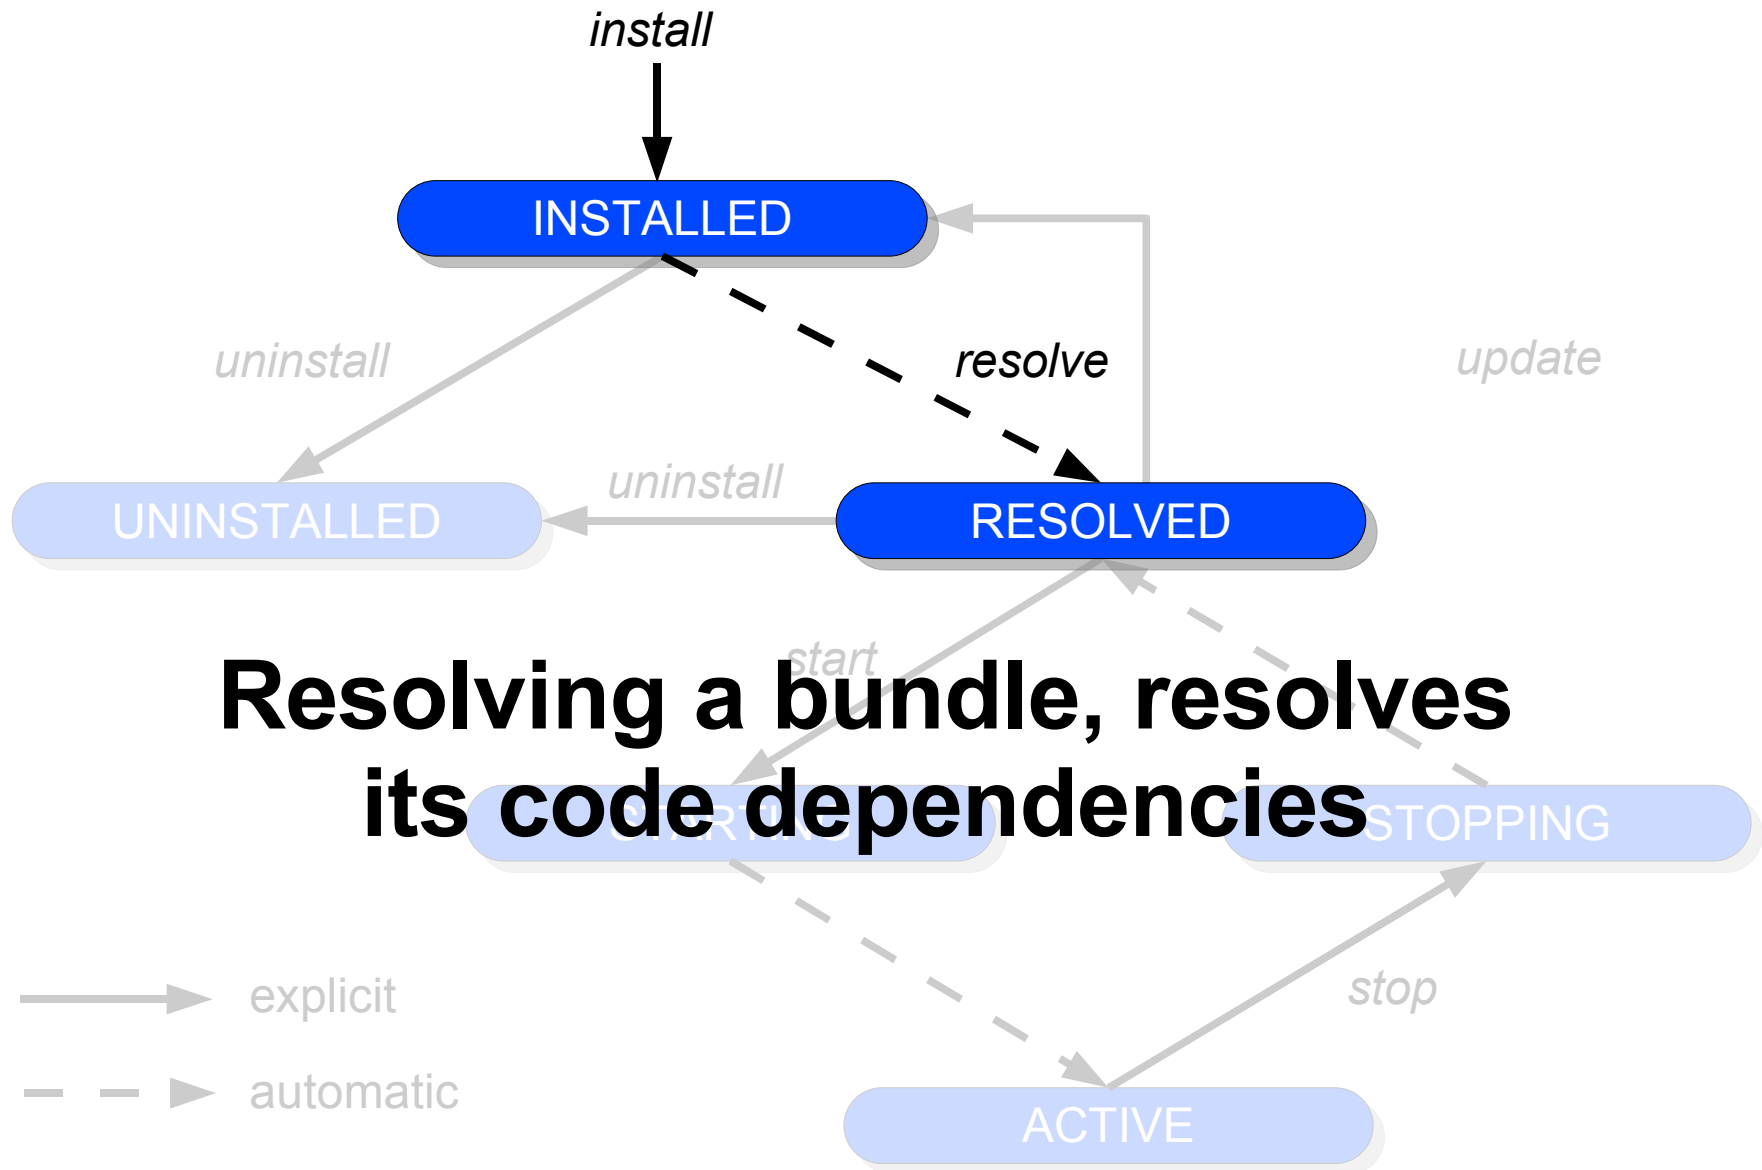 install
INSTALLED
uninstall
resolve
update
uninstall
UNINSTALLED
RESOLVED
start
Resolving a bundle, resolves
its code dependencies
STARTING
STOPPING
explicit
stop
automatic
ACTIVE